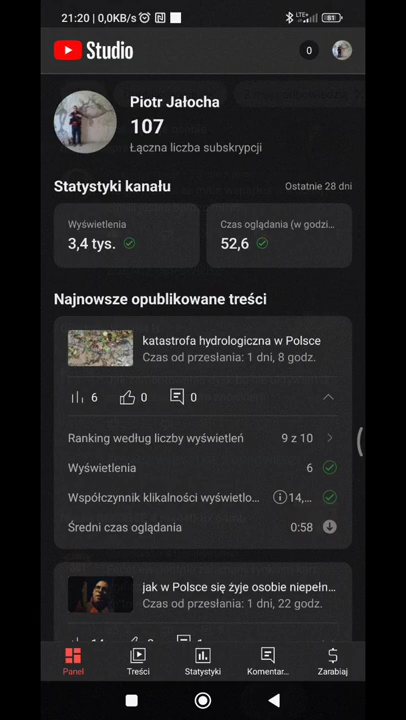 21:20 | 0,0KB/s
LTE+
81
Studio
0
Piotr Jałocha
107
Łączna liczba subskrypcji
Statystyki kanału
Ostatnie 28 dni
Wyświetlenia
3,4 tys.
Czas oglądania (w godzi...
52,6
Najnowsze opublikowane treści
katastrofa hydrologiczna w Polsce
Czas od przesłania: 1 dni, 8 godz.
6 0 0
Ranking według liczby wyświetleń 9 z 10
Wyświetlenia 6
Współczynnik klikalności wyświetlo... 14,...
Średni czas oglądania 0:58
jak w Polsce się żyje osobie niepełn...
Czas od przesłania: 1 dni, 22 godz.
Panel
Treści
Statystyki
Komentar...
Zarabiaj